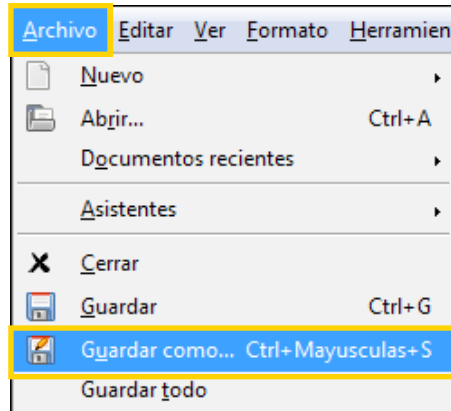 Archivo Editar Ver Formato Herramien
Nuevo
Abrir... Ctrl+A
Documentos recientes
Asistentes
Cerrar
Guardar Ctrl+G
Guardar como... Ctrl+Mayusculas+S
Guardar todo